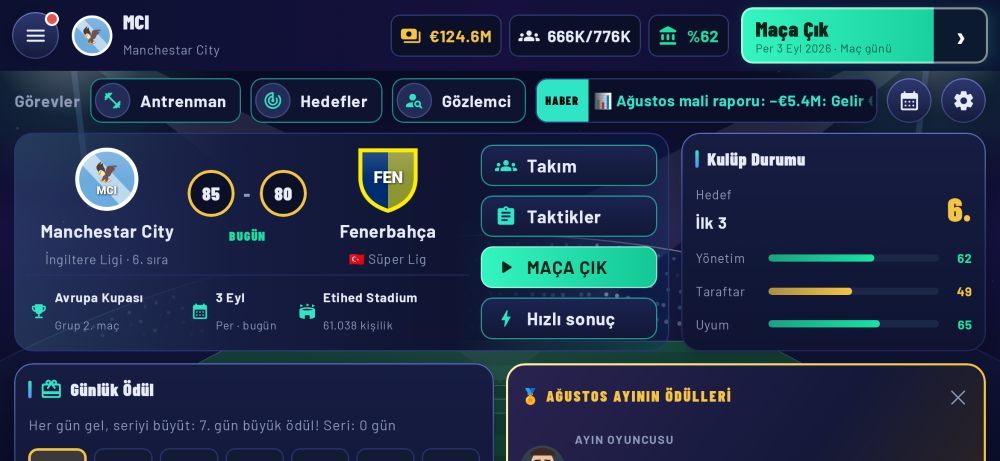 MCI
Manchestar City
€124.6M
666K/776K
%62
Maça Çık
Per 3 Eyl 2026 · Maç günü
Görevler
Antrenman
Hedefler
Gözlemci
HABER
Ağustos mali raporu: −€5.4M: Gelir
MCI
85 - 80
FEN
Manchestar City
BUGÜN
Fenerbahça
İngiltere Ligi · 6. sıra
Süper Lig
Avrupa Kupası
Grup 2. maç
3 Eyl
Per · bugün
Etihed Stadium
61.038 kişilik
Takım
Taktikler
MAÇA ÇIK
Hızlı sonuç
Kulüp Durumu
Hedef
İlk 3
6.
Yönetim 62
Taraftar 49
Uyum 65
Günlük Ödül
Her gün gel, seriyi büyüt: 7. gün büyük ödül! Seri: 0 gün
AĞUSTOS AYININ ÖDÜLLERİ
AYIN OYUNCUSU